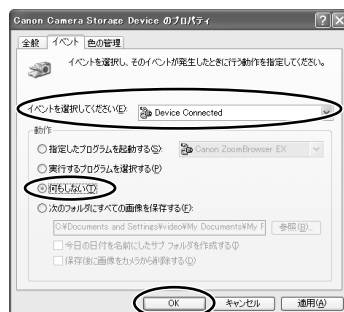 Canon Camera Storage Device のプロパティ
全般 イベント 色の管理
イベントを選択し、そのイベントが発生したときに行う動作を指定してください。
イベントを選択してください(E): Device Connected
動作
指定したプログラムを起動する(S): Canon ZoomBrowser EX
実行するプログラムを選択する(P)
何もしない(T)
次のフォルダにすべての画像を保存する(F):
C:¥Documents and Settings¥video¥My Documents¥My F 参照(B)...
今日の日付を名前にしたサブ フォルダを作成する(I)
保存後に画像をカメラから削除する(D)
OK キャンセル 適用(A)